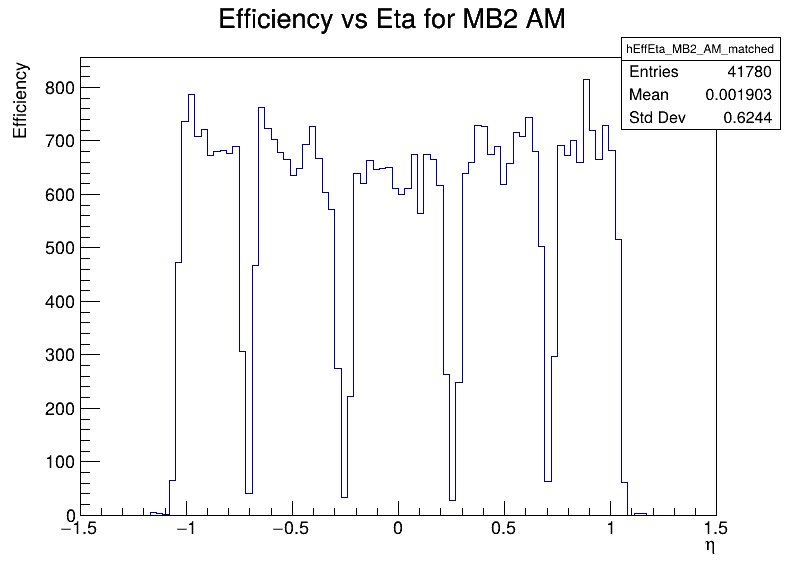 Efficiency vs Eta for MB2 AM
hEffEta_MB2_AM_matched
Entries 41780
Mean 0.001903
Std Dev 0.6244
Efficiency
800
700
600
500
400
300
200
100
0
−1.5 −1 −0.5 0 0.5 1 1.5
η